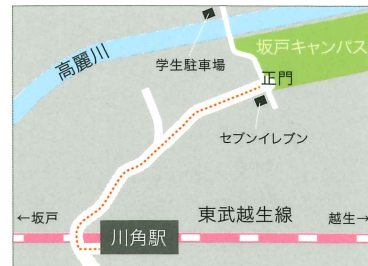 坂戸キャンパス
高麗川
学生駐車場
正門
セブンイレブン
←坂戸
川角駅
東武越生線
越生→